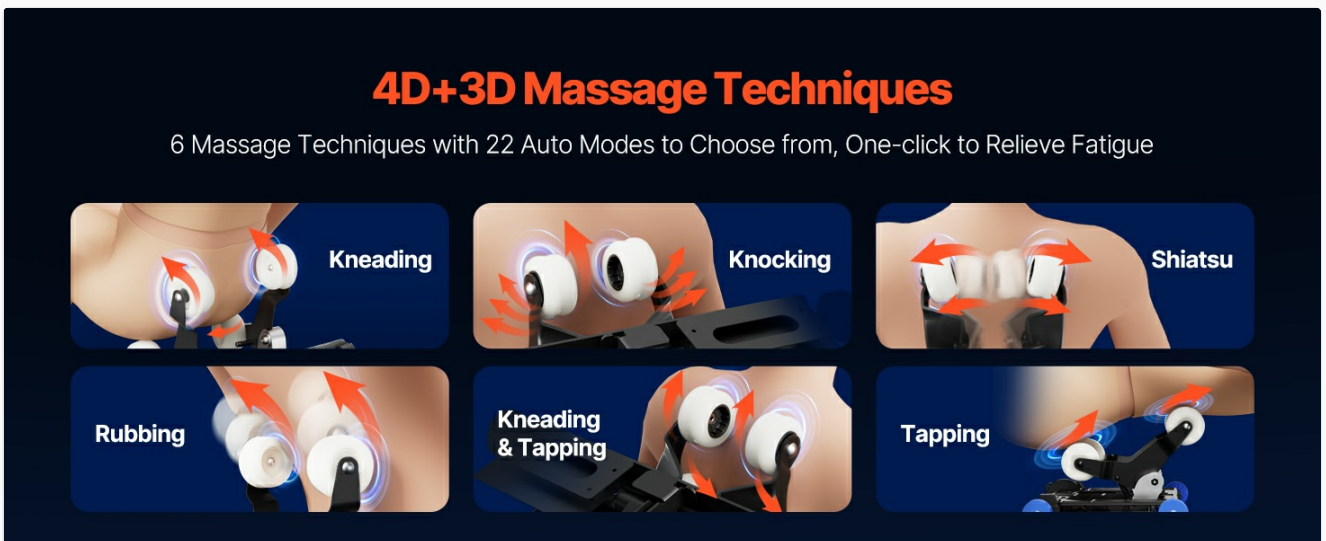 4D+3D Massage Techniques
6 Massage Techniques with 22 Auto Modes to Choose from, One-click to Relieve Fatigue
Kneading
Knocking
Shiatsu
Rubbing
Kneading
& Tapping
Tapping